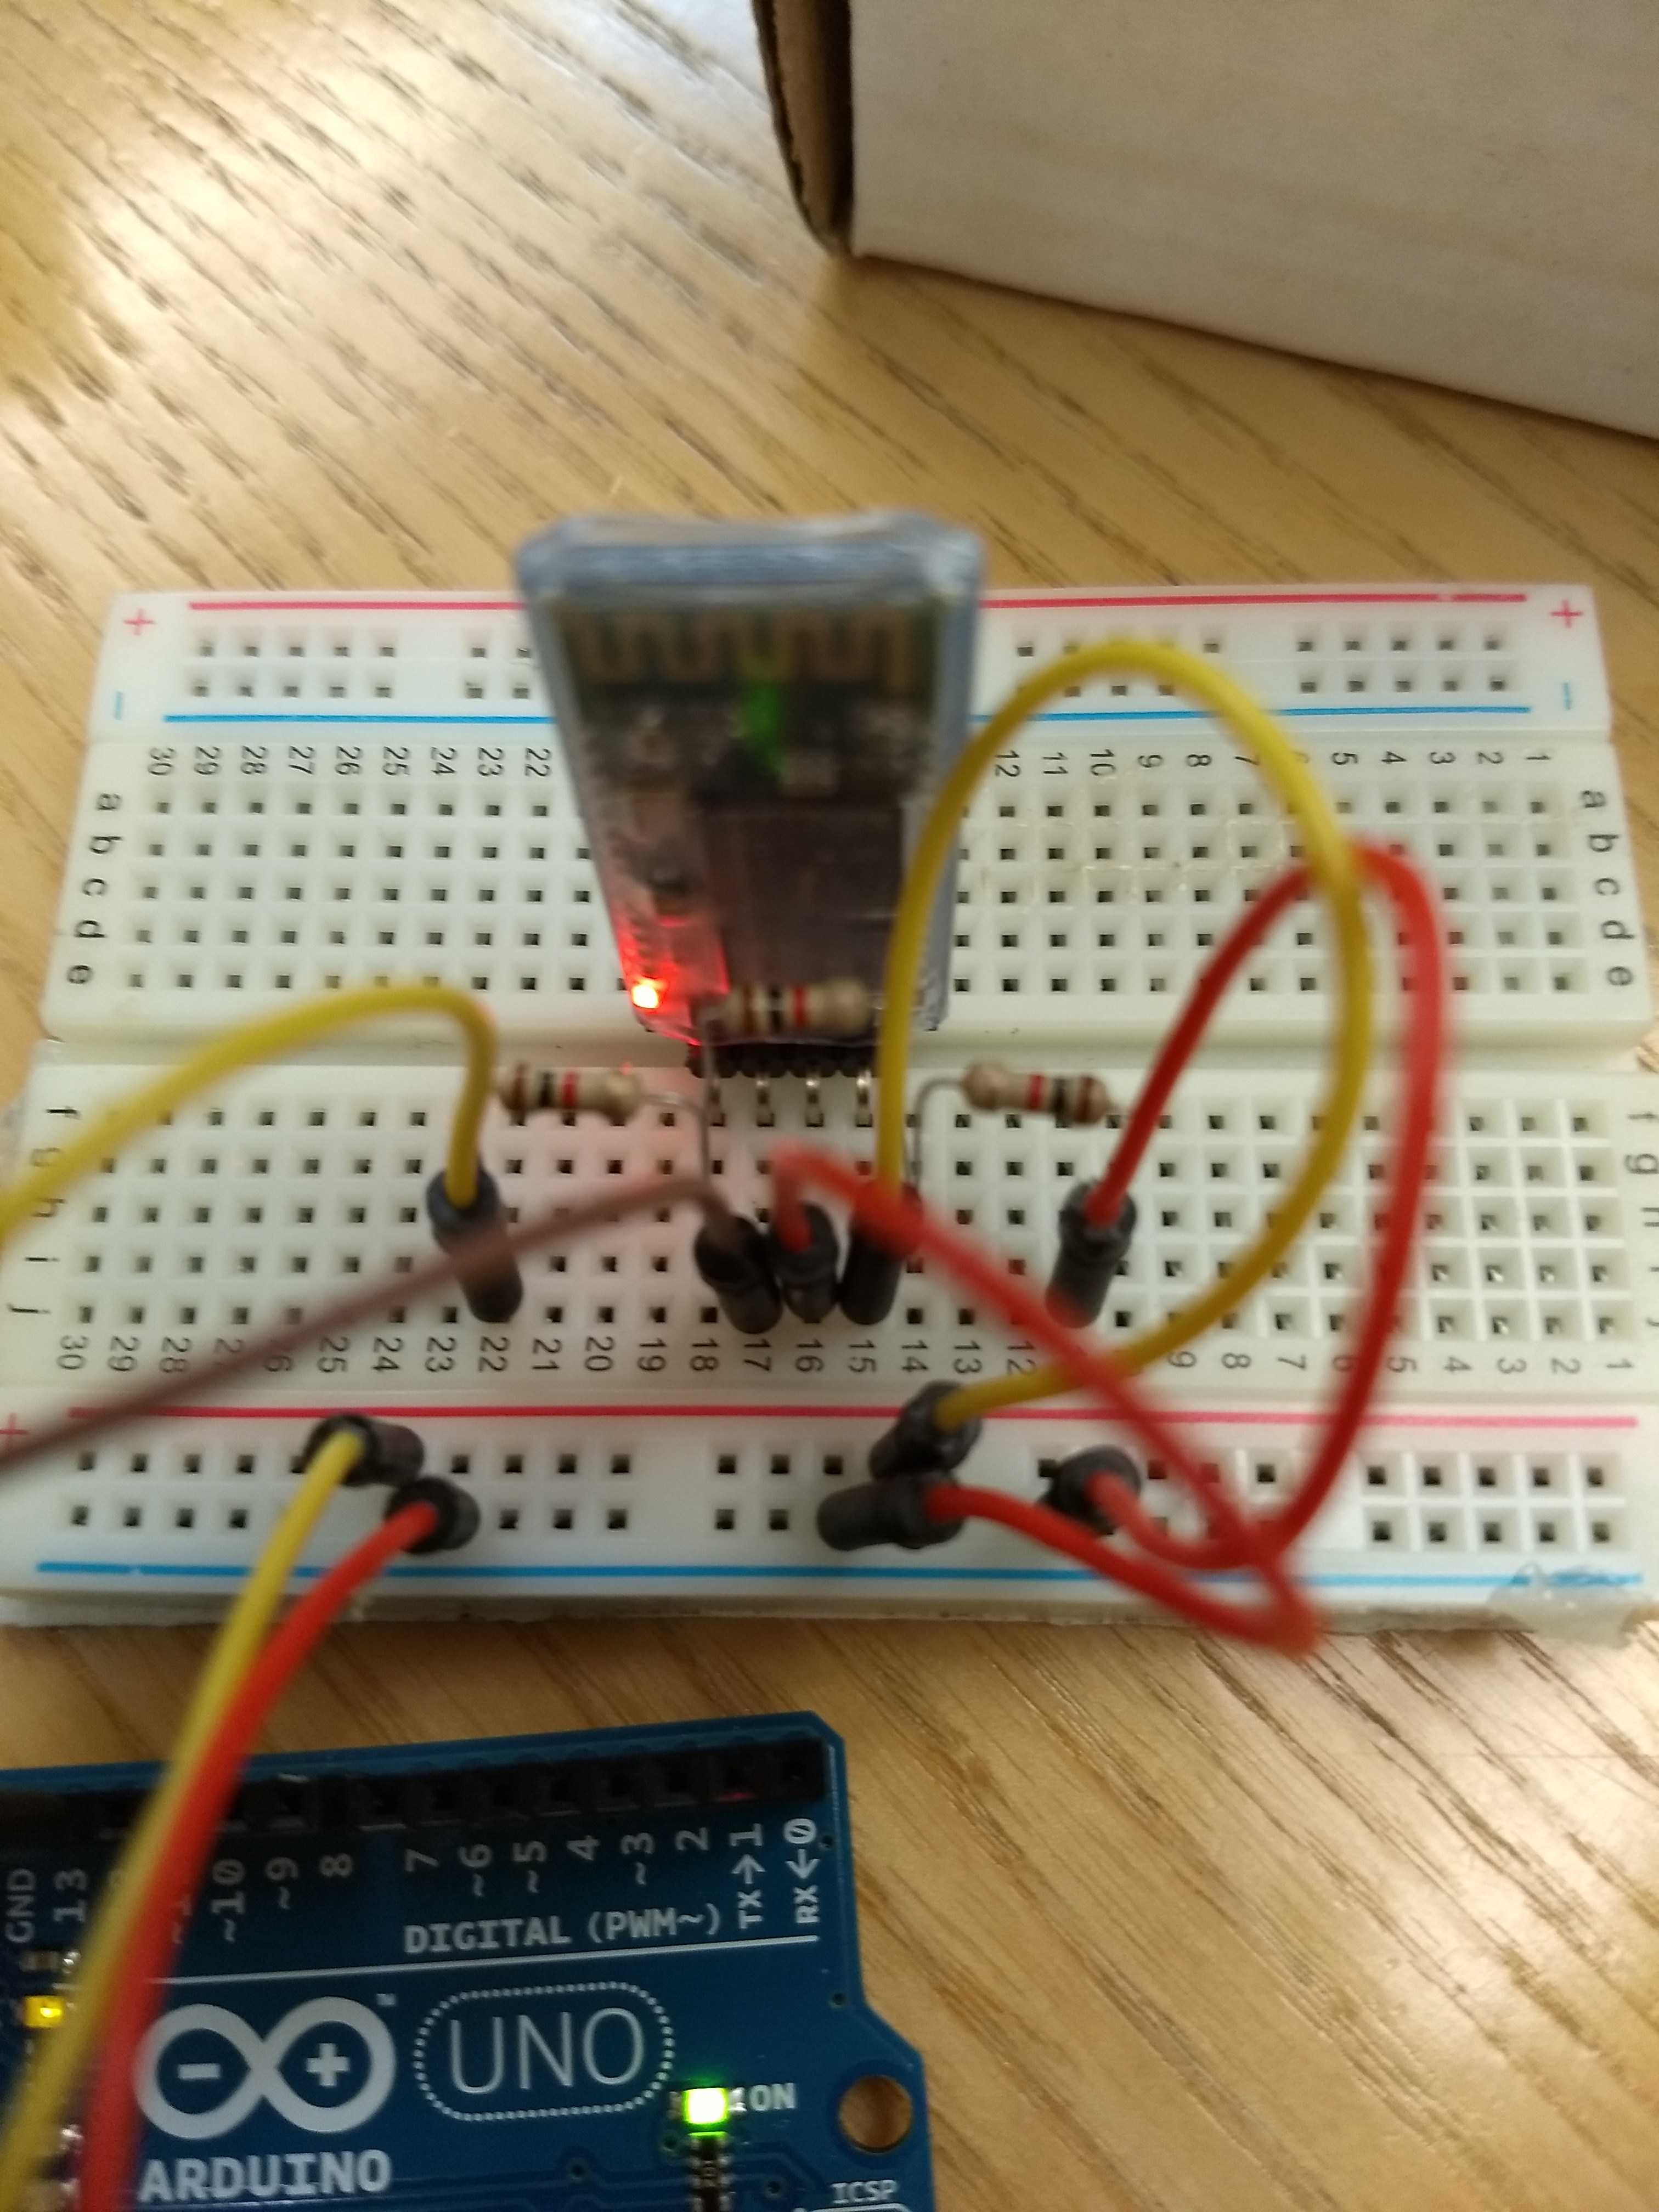 + +
- -
30 29 28 27 26 25 24 23 22 12 11 10 9 8 7 6 5 4 3 2 1
a a
b b
c c
d d
e e
f f
g g
h h
i i
j
30 29 28 27 26 25 24 23 22 21 20 19 18 17 16 15 14 13 12 9 8 7 6 5 4 3 2 1
+
GND 13 ~10 ~9 8 7 ~6 ~5 4 ~3 2 TX→1 RX←0
DIGITAL (PWM~)
UNO
ON
ARDUINO
ICSP